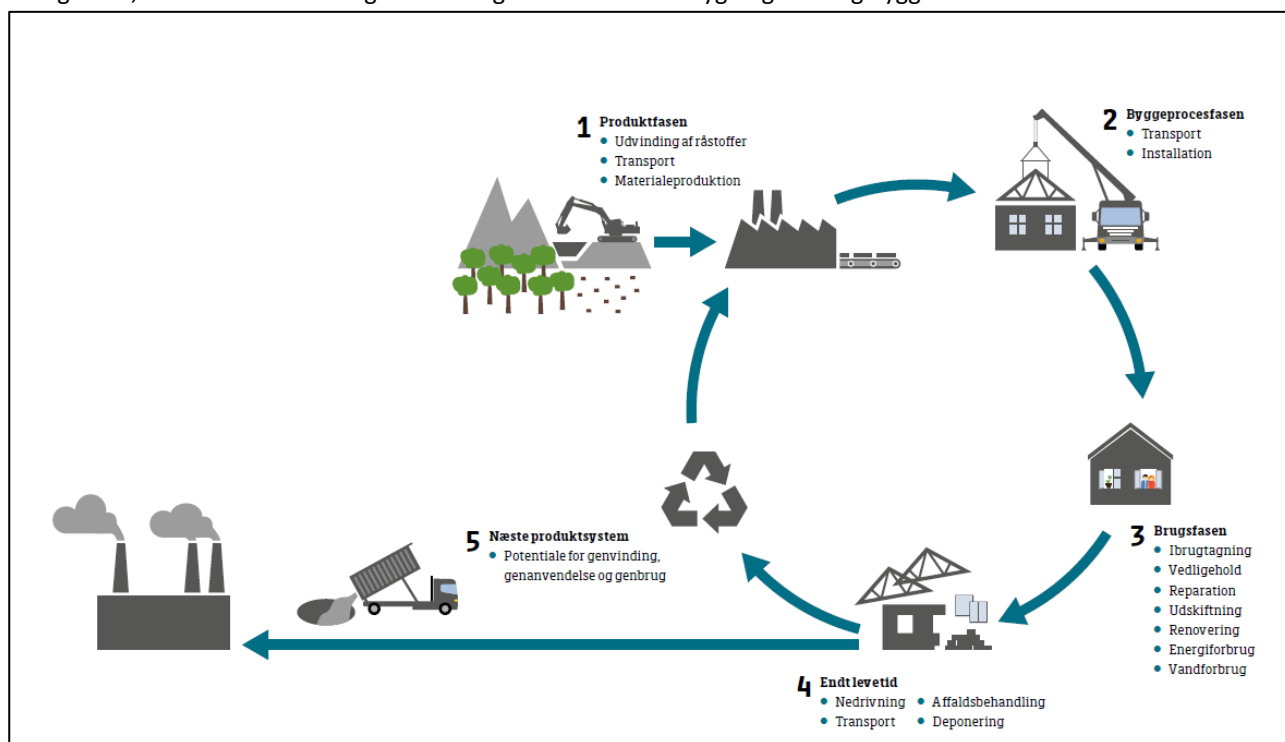 1 Produktfasen
• Udvinding af råstoffer
• Transport
• Materialeproduktion
2 Byggeprocesfasen
• Transport
• Installation
3 Brugsfasen
• Ibrugtagning
• Vedligehold
• Reparation
• Udskiftning
• Renovering
• Energiforbrug
• Vandforbrug
4 Endt levetid
• Nedrivning • Affaldsbehandling
• Transport • Deponering
5 Næste produktsystem
• Potentiale for genvinding,
genanvendelse og genbrug